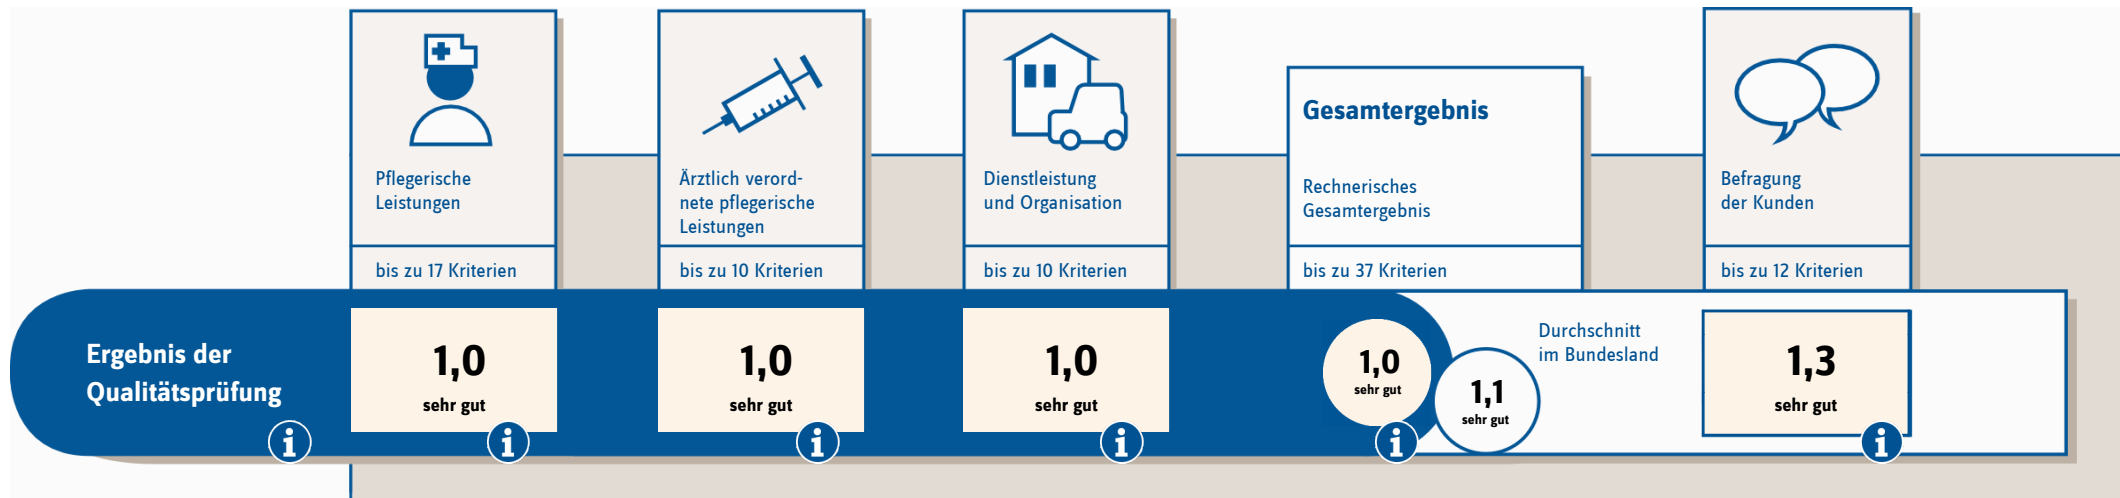 Pflegerische
Leistungen
bis zu 17 Kriterien
Ärztlich verord-
nete pflegerische
Leistungen
bis zu 10 Kriterien
Dienstleistung
und Organisation
bis zu 10 Kriterien
Gesamtergebnis
Rechnerisches
Gesamtergebnis
bis zu 37 Kriterien
Befragung
der Kunden
bis zu 12 Kriterien
Ergebnis der
Qualitätsprüfung
i
1,0
sehr gut
i
1,0
sehr gut
i
1,0
sehr gut
i
1,0
sehr gut
i
1,1
sehr gut
Durchschnitt
im Bundesland
1,3
sehr gut
i